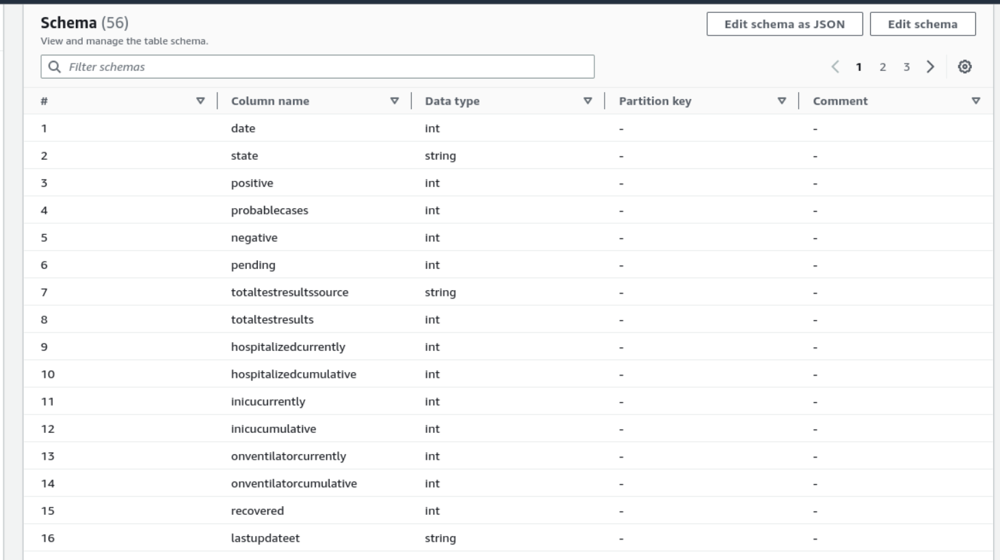 Schema (56)
Edit schema as JSON
Edit schema
View and manage the table schema.
Filter schemas
1 2 3
# Column name Data type Partition key Comment
1 date int - -
2 state string - -
3 positive int - -
4 probablecases int - -
5 negative int - -
6 pending int - -
7 totaltestresultssource string - -
8 totaltestresults int - -
9 hospitalizedcurrently int - -
10 hospitalizedcumulative int - -
11 inicucurrently int - -
12 inicucumulative int - -
13 onventilatorcurrently int - -
14 onventilatorcumulative int - -
15 recovered int - -
16 lastupdateet string - -